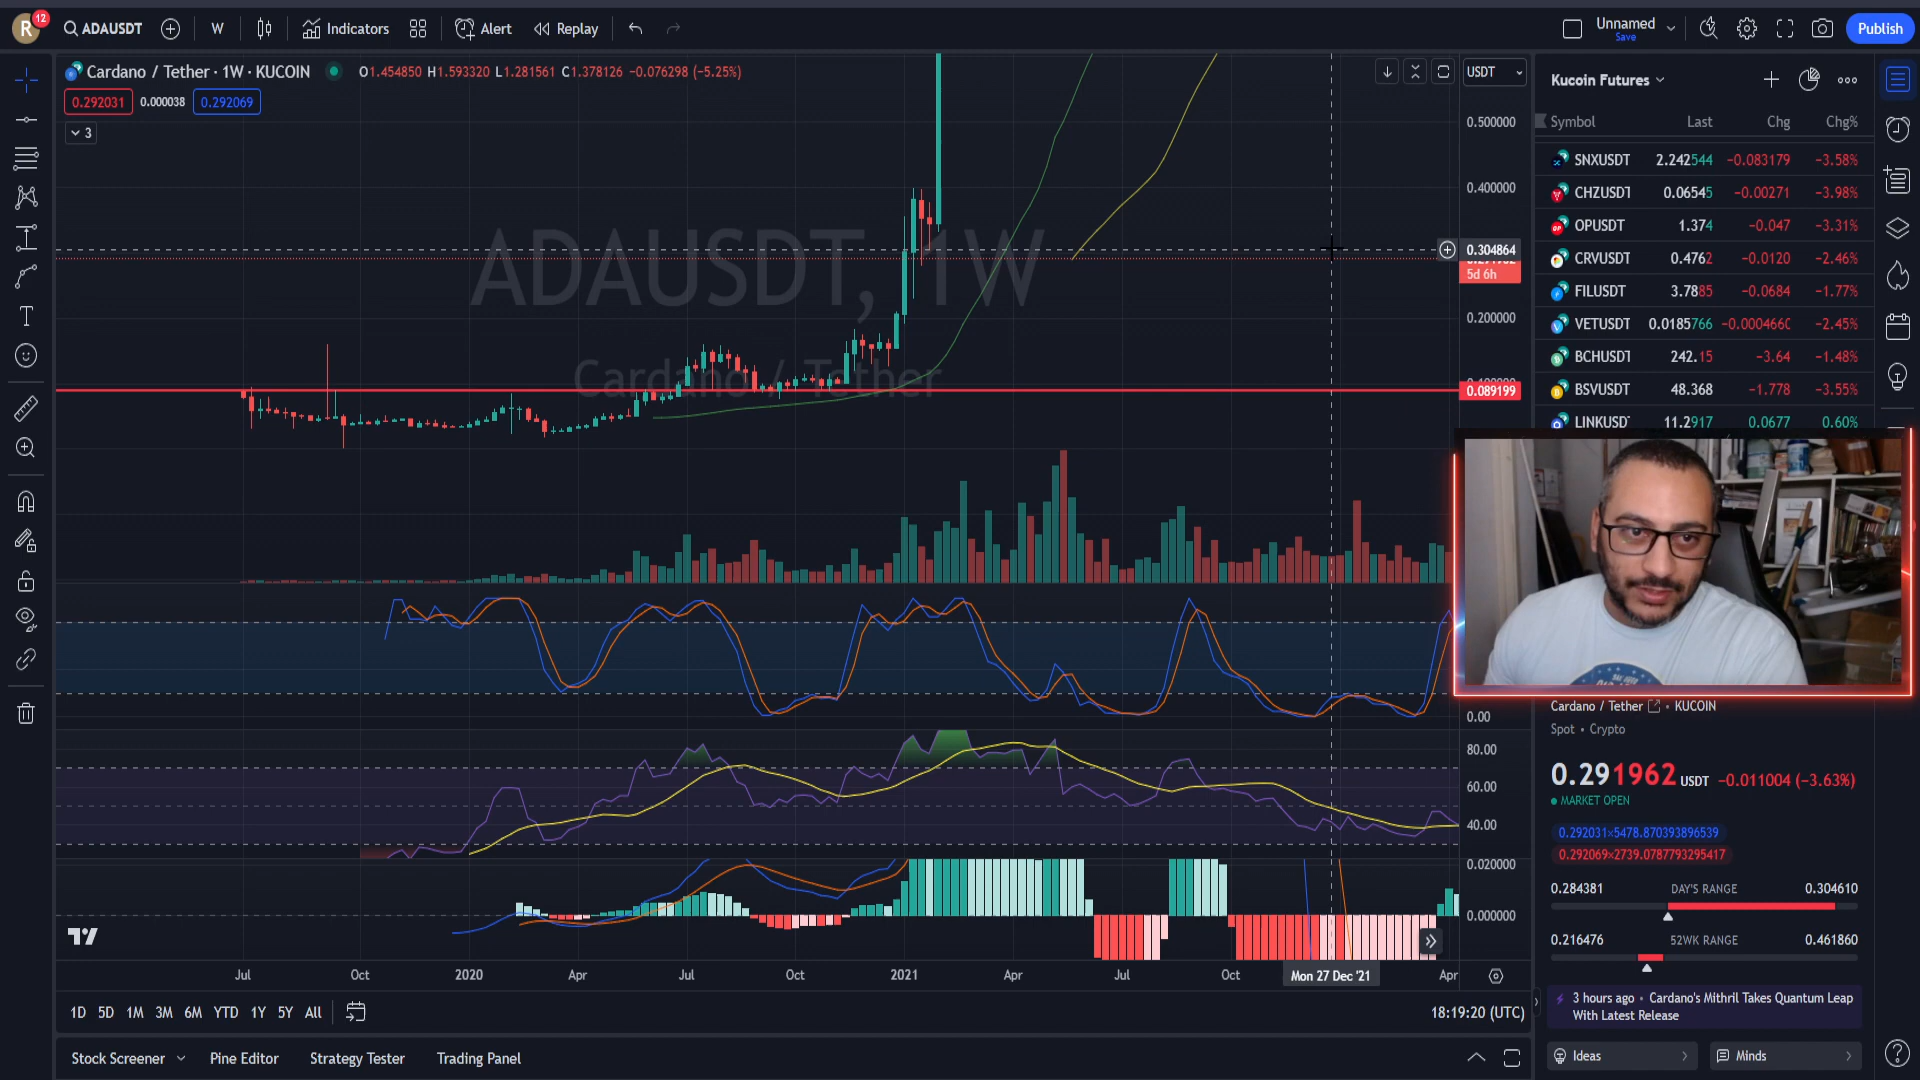 R 12 ADAUSDT W Indicators Alert Replay Unnamed Save Publish
Cardano / Tether · 1W · KUCOIN O1.454850 H1.593320 L1.281561 C1.378126 −0.076298 (−5.25%)
0.292031 0.000038 0.292069
3
USDT
0.500000
0.400000
0.304864
5d 6h
0.200000
0.089199
ADAUSDT, 1W
Cardano / Tether
0.00
80.00
60.00
40.00
0.020000
0.000000
Jul Oct 2020 Apr Jul Oct 2021 Apr Jul Oct Mon 27 Dec '21 Apr
1D 5D 1M 3M 6M YTD 1Y 5Y All 18:19:20 (UTC)
Stock Screener Pine Editor Strategy Tester Trading Panel
Kucoin Futures
Symbol Last Chg Chg%
SNXUSDT 2.242544 −0.083179 −3.58%
CHZUSDT 0.06545 −0.00271 −3.98%
OPUSDT 1.374 −0.047 −3.31%
CRVUSDT 0.4762 −0.0120 −2.46%
FILUSDT 3.7885 −0.0684 −1.77%
VETUSDT 0.0185766 −0.000466 −2.45%
BCHUSDT 242.15 −3.64 −1.48%
BSVUSDT 48.368 −1.778 −3.55%
LINKUSDT 11.2917 0.0677 0.60%
Cardano / Tether • KUCOIN
Spot • Crypto
0.291962 USDT −0.011004 (−3.63%)
MARKET OPEN
0.292031×5478.870393896539
0.292069×2739.0787793295417
0.284381 DAY'S RANGE 0.304610
0.216476 52WK RANGE 0.461860
3 hours ago • Cardano's Mithril Takes Quantum Leap
With Latest Release
Ideas Minds